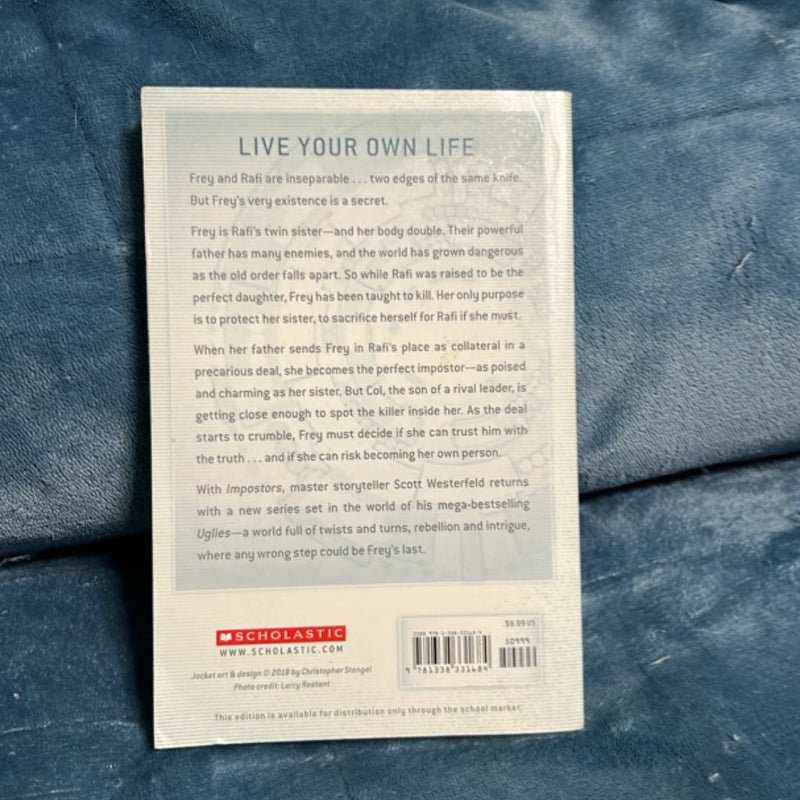 LIVE YOUR OWN LIFE
Frey and Rafi are inseparable . . . two edges of the same knife.
But Frey's very existence is a secret.
Frey is Rafi's twin sister—and her body double. Their powerful
father has many enemies, and the world has grown dangerous
as the old order falls apart. So while Rafi was raised to be the
perfect daughter, Frey has been taught to kill. Her only purpose
is to protect her sister, to sacrifice herself for Rafi if she must.
When her father sends Frey in Rafi's place as collateral in a
precarious deal, she becomes the perfect impostor—as poised
and charming as her sister. But Col, the son of a rival leader, is
getting close enough to spot the killer inside her. As the deal
starts to crumble, Frey must decide if she can trust him with
the truth . . . and if she can risk becoming her own person.
With Impostors, master storyteller Scott Westerfeld returns
with a new series set in the world of his mega-bestselling
Uglies—a world full of twists and turns, rebellion and intrigue,
where any wrong step could be Frey's last.
SCHOLASTIC
WWW.SCHOLASTIC.COM
Jacket art & design © 2018 by Christopher Stengel
Photo credit: Larry Rostant
$9.99 US
ISBN
50999
9 781338 331684
This edition is available for distribution only through the school market.